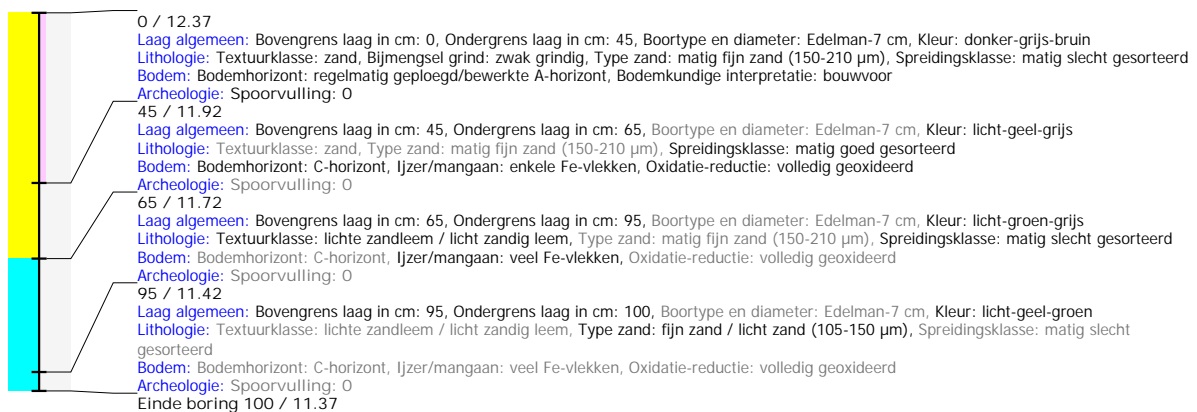 0 / 12.37
Laag algemeen: Bovengrens laag in cm: 0, Ondergrens laag in cm: 45, Boortype en diameter: Edelman-7 cm, Kleur: donker-grijs-bruin
Lithologie: Textuurklasse: zand, Bijmengsel grind: zwak grindig, Type zand: matig fijn zand (150-210 µm), Spreidingsklasse: matig slecht gesorteerd
Bodem: Bodemhorizont: regelmatig geploegd/bewerkte A-horizont, Bodemkundige interpretatie: bouwvoor
Archeologie: Spoorvulling: 0
45 / 11.92
Laag algemeen: Bovengrens laag in cm: 45, Ondergrens laag in cm: 65, Boortype en diameter: Edelman-7 cm, Kleur: licht-geel-grijs
Lithologie: Textuurklasse: zand, Type zand: matig fijn zand (150-210 µm), Spreidingsklasse: matig goed gesorteerd
Bodem: Bodemhorizont: C-horizont, Ijzer/mangaan: enkele Fe-vlekken, Oxidatie-reductie: volledig geoxideerd
Archeologie: Spoorvulling: 0
65 / 11.72
Laag algemeen: Bovengrens laag in cm: 65, Ondergrens laag in cm: 95, Boortype en diameter: Edelman-7 cm, Kleur: licht-groen-grijs
Lithologie: Textuurklasse: lichte zandleem / licht zandig leem, Type zand: matig fijn zand (150-210 µm), Spreidingsklasse: matig slecht gesorteerd
Bodem: Bodemhorizont: C-horizont, Ijzer/mangaan: veel Fe-vlekken, Oxidatie-reductie: volledig geoxideerd
Archeologie: Spoorvulling: 0
95 / 11.42
Laag algemeen: Bovengrens laag in cm: 95, Ondergrens laag in cm: 100, Boortype en diameter: Edelman-7 cm, Kleur: licht-geel-groen
Lithologie: Textuurklasse: lichte zandleem / licht zandig leem, Type zand: fijn zand / licht zand (105-150 µm), Spreidingsklasse: matig slecht
gesorteerd
Bodem: Bodemhorizont: C-horizont, Ijzer/mangaan: veel Fe-vlekken, Oxidatie-reductie: volledig geoxideerd
Archeologie: Spoorvulling: 0
Einde boring 100 / 11.37